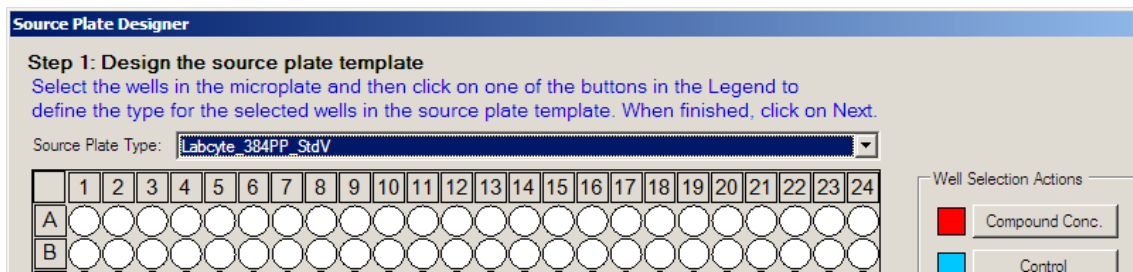 Source Plate Designer
Step 1: Design the source plate template
Select the wells in the microplate and then click on one of the buttons in the Legend to
define the type for the selected wells in the source plate template. When finished, click on Next.
Source Plate Type: Labcyte_384PP_StdV
1 2 3 4 5 6 7 8 9 10 11 12 13 14 15 16 17 18 19 20 21 22 23 24
A
B
Well Selection Actions
Compound Conc.
Control